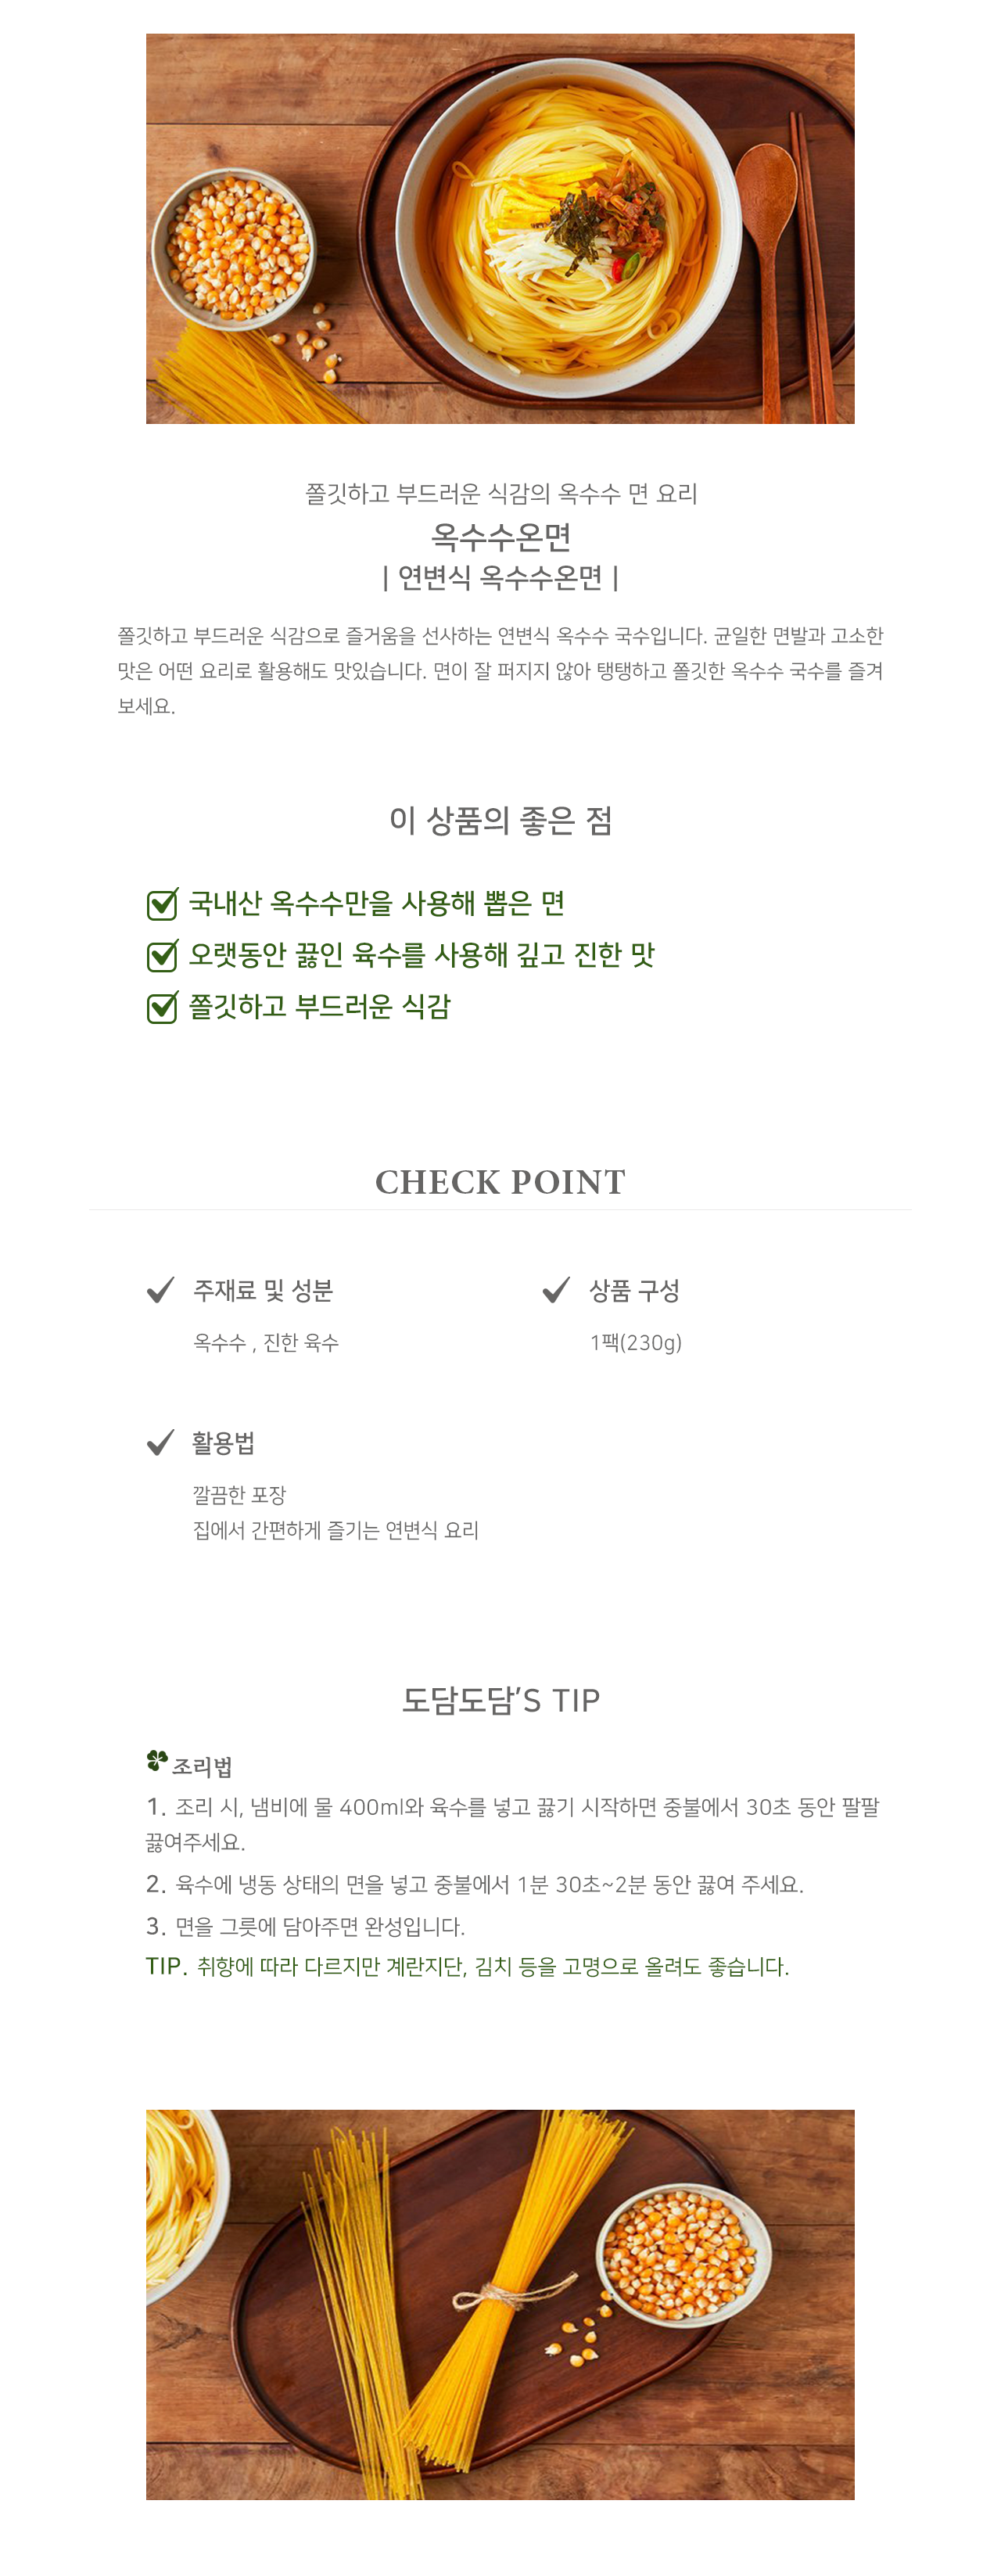 쫄깃하고 부드러운 식감의 옥수수 면 요리
옥수수온면
| 연변식 옥수수온면 |
쫄깃하고 부드러운 식감으로 즐거움을 선사하는 연변식 옥수수 국수입니다. 균일한 면발과 고소한
맛은 어떤 요리로 활용해도 맛있습니다. 면이 잘 퍼지지 않아 탱탱하고 쫄깃한 옥수수 국수를 즐겨
보세요.
이 상품의 좋은 점
국내산 옥수수만을 사용해 뽑은 면
오랫동안 끓인 육수를 사용해 깊고 진한 맛
쫄깃하고 부드러운 식감
CHECK POINT
주재료 및 성분
옥수수 , 진한 육수
상품 구성
1팩(230g)
활용법
깔끔한 포장
집에서 간편하게 즐기는 연변식 요리
도담도담’S TIP
조리법
1. 조리 시, 냄비에 물 400ml와 육수를 넣고 끓기 시작하면 중불에서 30초 동안 팔팔
끓여주세요.
2. 육수에 냉동 상태의 면을 넣고 중불에서 1분 30초~2분 동안 끓여 주세요.
3. 면을 그릇에 담아주면 완성입니다.
TIP. 취향에 따라 다르지만 계란지단, 김치 등을 고명으로 올려도 좋습니다.